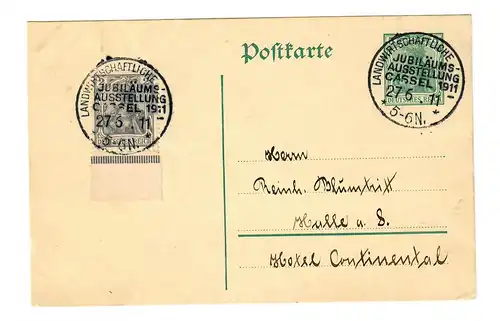 Postkarte
LANDWIRTSCHAFTLICHE
JUBILÄUMS-
AUSSTELLUNG
CASSEL 1911
27.6 11
* 5-6N. *
LANDWIRTSCHAFTLICHE
JUBILÄUMS-
AUSSTELLUNG
CASSEL 1911
27.6 11
* 5-6N. *
Herrn
Reinh. Blumtritt
Halle a. S.
Hotel Continental